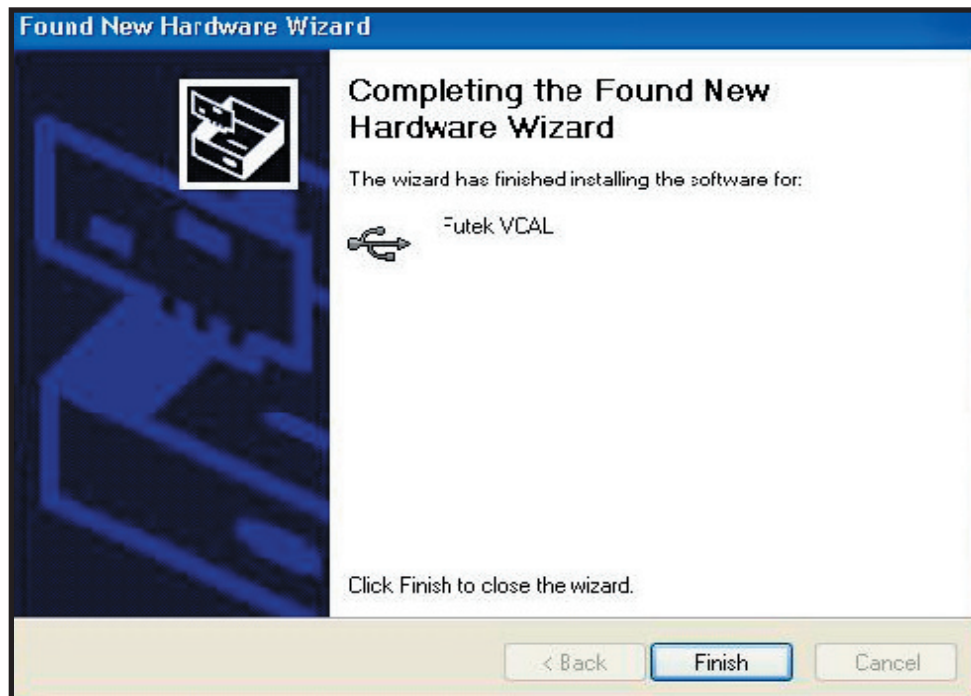 Found New Hardware Wizard
Completing the Found New
Hardware Wizard
The wizard has finished installing the software for:
Futek VCAL
Click Finish to close the wizard.
< Back
Finish
Cancel